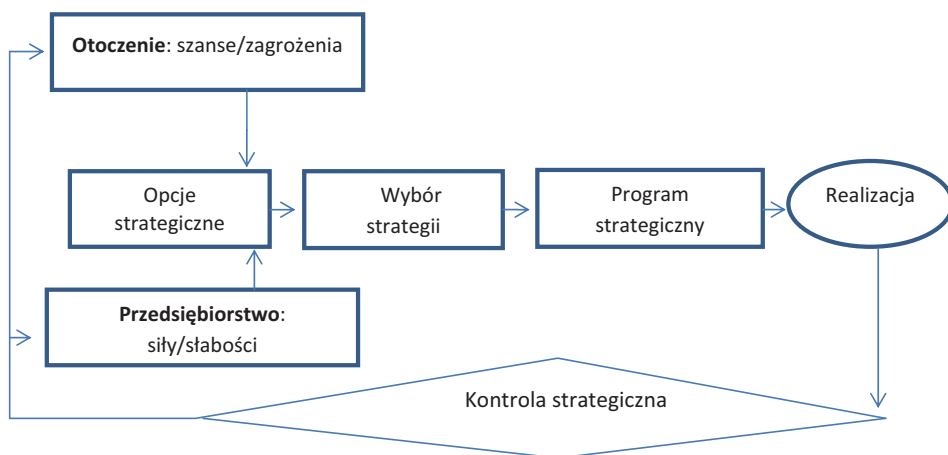 Otoczenie: szanse/zagrożenia
Opcje
strategiczne
Wybór
strategii
Program
strategiczny
Realizacja
Przedsiębiorstwo:
siły/słabości
Kontrola strategiczna